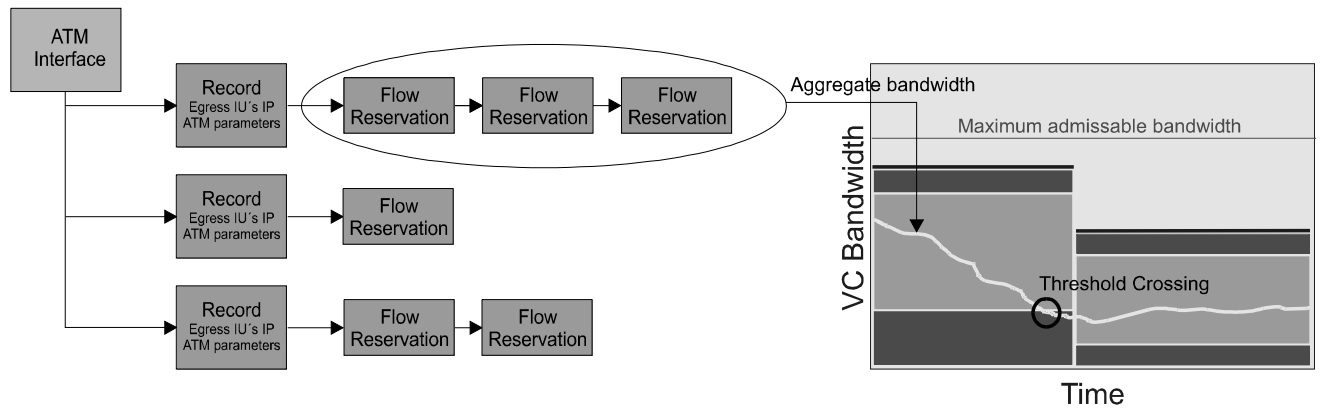 ATM
Interface
Record
Egress IU´s IP
ATM parameters
Flow
Reservation
Flow
Reservation
Flow
Reservation
Aggregate bandwidth
Maximum admissable bandwidth
VC Bandwidth
Record
Egress IU´s IP
ATM parameters
Flow
Reservation
Threshold Crossing
Record
Egress IU´s IP
ATM parameters
Flow
Reservation
Flow
Reservation
Time